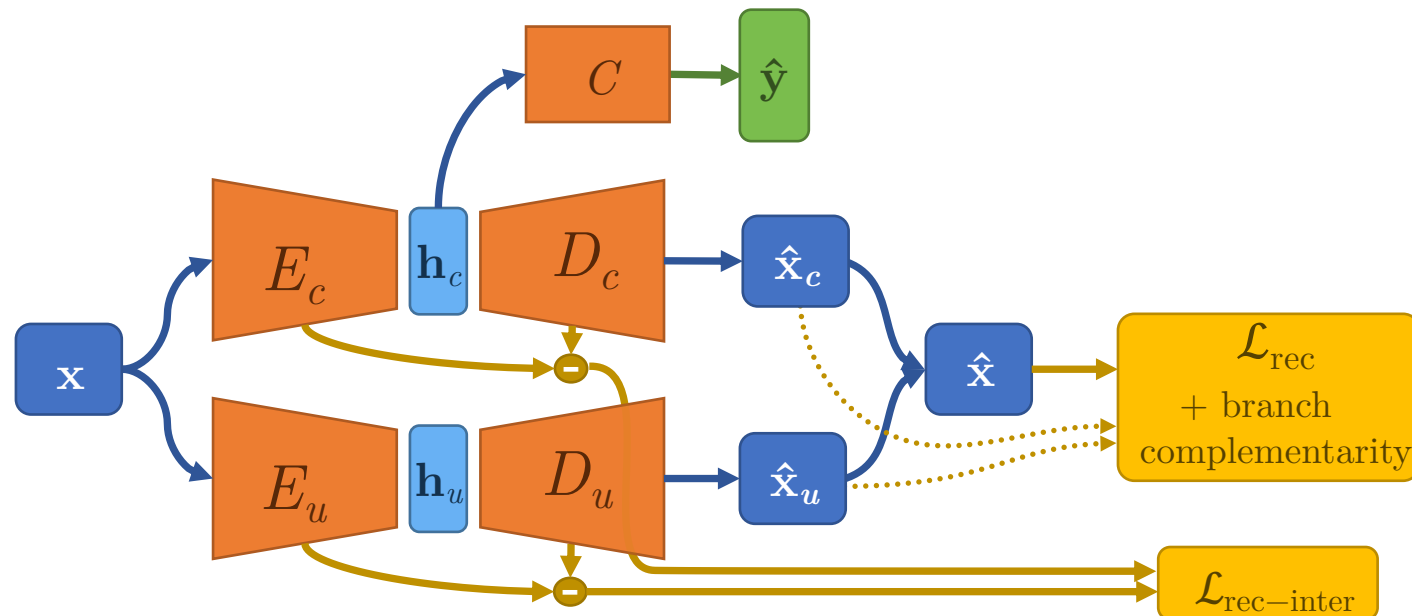 C
ŷ
E_c
h_c
D_c
x̂_c
x
-
x̂
ℒ_rec
+ branch
complementarity
E_u
h_u
D_u
x̂_u
-
ℒ_rec−inter